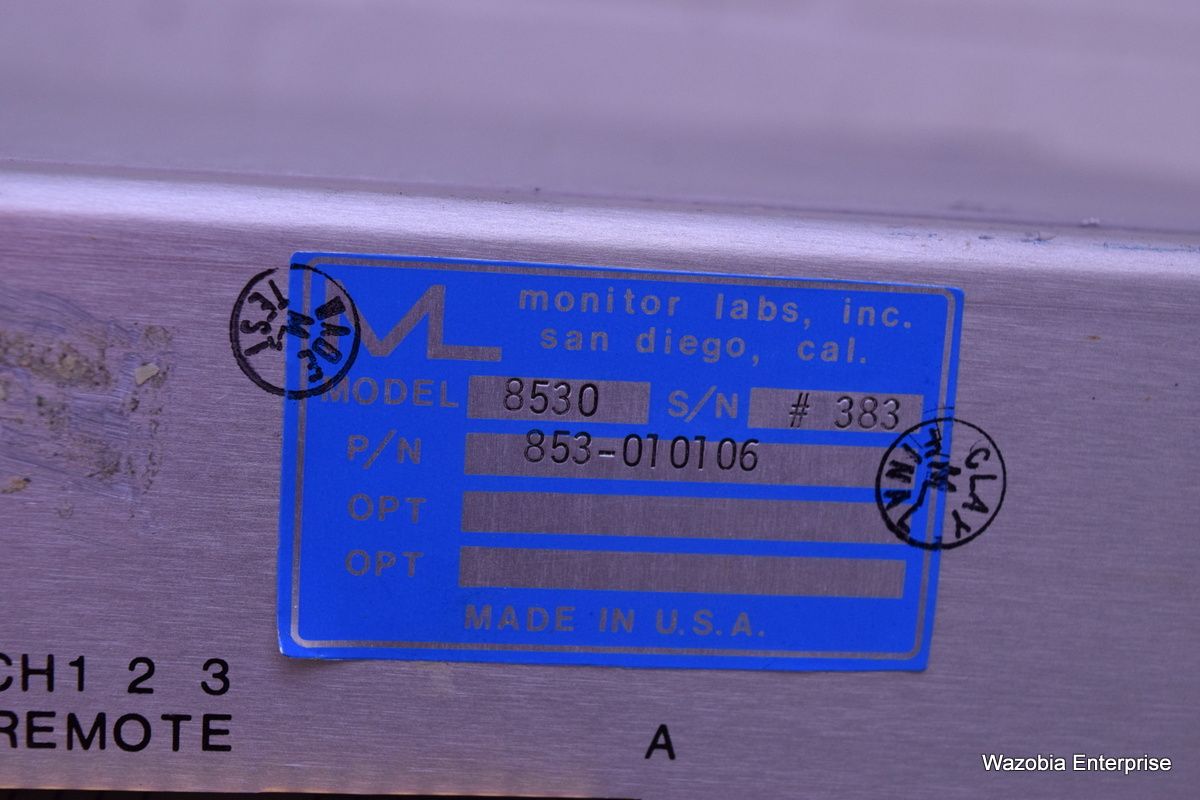 ML
monitor labs, inc.
san diego, cal.
MODEL 8530 S/N # 383
P/N 853-010106
OPT
OPT
MADE IN U.S.A.
CH1 2 3
REMOTE
A
Wazobia Enterprise